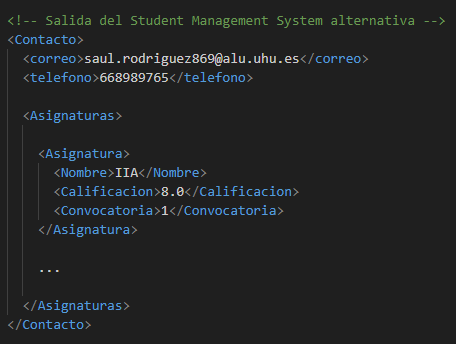 <!-- Salida del Student Management System alternativa -->
<Contacto>
<correo>saul.rodriguez869@alu.uhu.es</correo>
<telefono>668989765</telefono>
<Asignaturas>
<Asignatura>
<Nombre>IIA</Nombre>
<Calificacion>8.0</Calificacion>
<Convocatoria>1</Convocatoria>
</Asignatura>
...
</Asignaturas>
</Contacto>